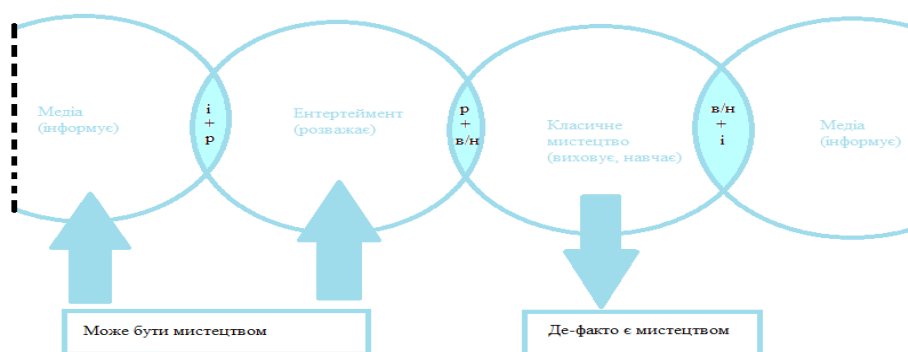 Медіа
(інформує)
і
+
р
Ентертеймент
(розважає)
р
+
в/н
Класичне
мистецтво
(виховує, навчає)
в/н
+
і
Медіа
(інформує)
Може бути мистецтвом
Де-факто є мистецтвом